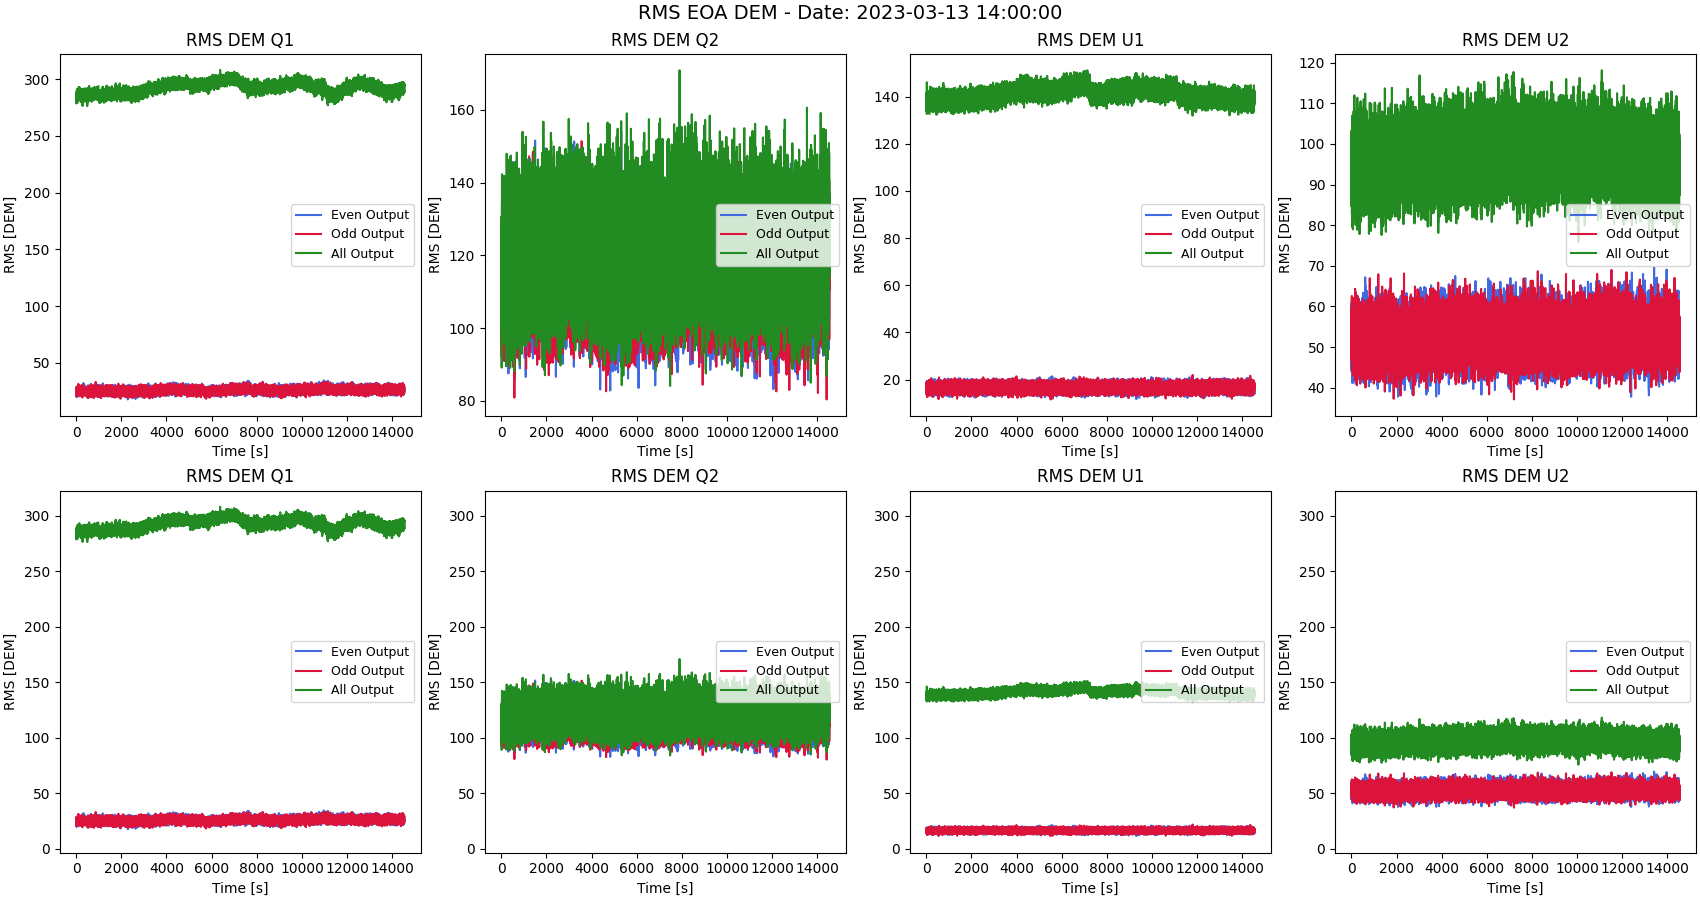 RMS EOA DEM - Date: 2023-03-13 14:00:00
RMS DEM Q1
RMS [DEM]
300
250
200
150
100
50
Even Output
Odd Output
All Output
0 2000 4000 6000 8000 10000 12000 14000
Time [s]
RMS DEM Q2
RMS [DEM]
160
140
120
100
80
Even Output
Odd Output
All Output
0 2000 4000 6000 8000 10000 12000 14000
Time [s]
RMS DEM U1
RMS [DEM]
140
120
100
80
60
40
20
Even Output
Odd Output
All Output
0 2000 4000 6000 8000 10000 12000 14000
Time [s]
RMS DEM U2
RMS [DEM]
120
110
100
90
80
70
60
50
40
Even Output
Odd Output
All Output
0 2000 4000 6000 8000 10000 12000 14000
Time [s]
RMS DEM Q1
RMS [DEM]
300
250
200
150
100
50
0
Even Output
Odd Output
All Output
0 2000 4000 6000 8000 10000 12000 14000
Time [s]
RMS DEM Q2
RMS [DEM]
300
250
200
150
100
50
0
Even Output
Odd Output
All Output
0 2000 4000 6000 8000 10000 12000 14000
Time [s]
RMS DEM U1
RMS [DEM]
300
250
200
150
100
50
0
Even Output
Odd Output
All Output
0 2000 4000 6000 8000 10000 12000 14000
Time [s]
RMS DEM U2
RMS [DEM]
300
250
200
150
100
50
0
Even Output
Odd Output
All Output
0 2000 4000 6000 8000 10000 12000 14000
Time [s]